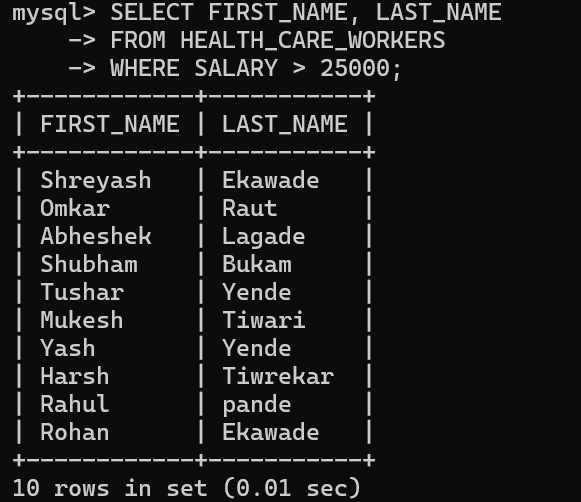 mysql> SELECT FIRST_NAME, LAST_NAME
    -> FROM HEALTH_CARE_WORKERS
    -> WHERE SALARY > 25000;
+------------+-----------+
| FIRST_NAME | LAST_NAME |
+------------+-----------+
| Shreyash   | Ekawade   |
| Omkar      | Raut      |
| Abheshek   | Lagade    |
| Shubham    | Bukam     |
| Tushar     | Yende     |
| Mukesh     | Tiwari    |
| Yash       | Yende     |
| Harsh      | Tiwrekar  |
| Rahul      | pande     |
| Rohan      | Ekawade   |
+------------+-----------+
10 rows in set (0.01 sec)